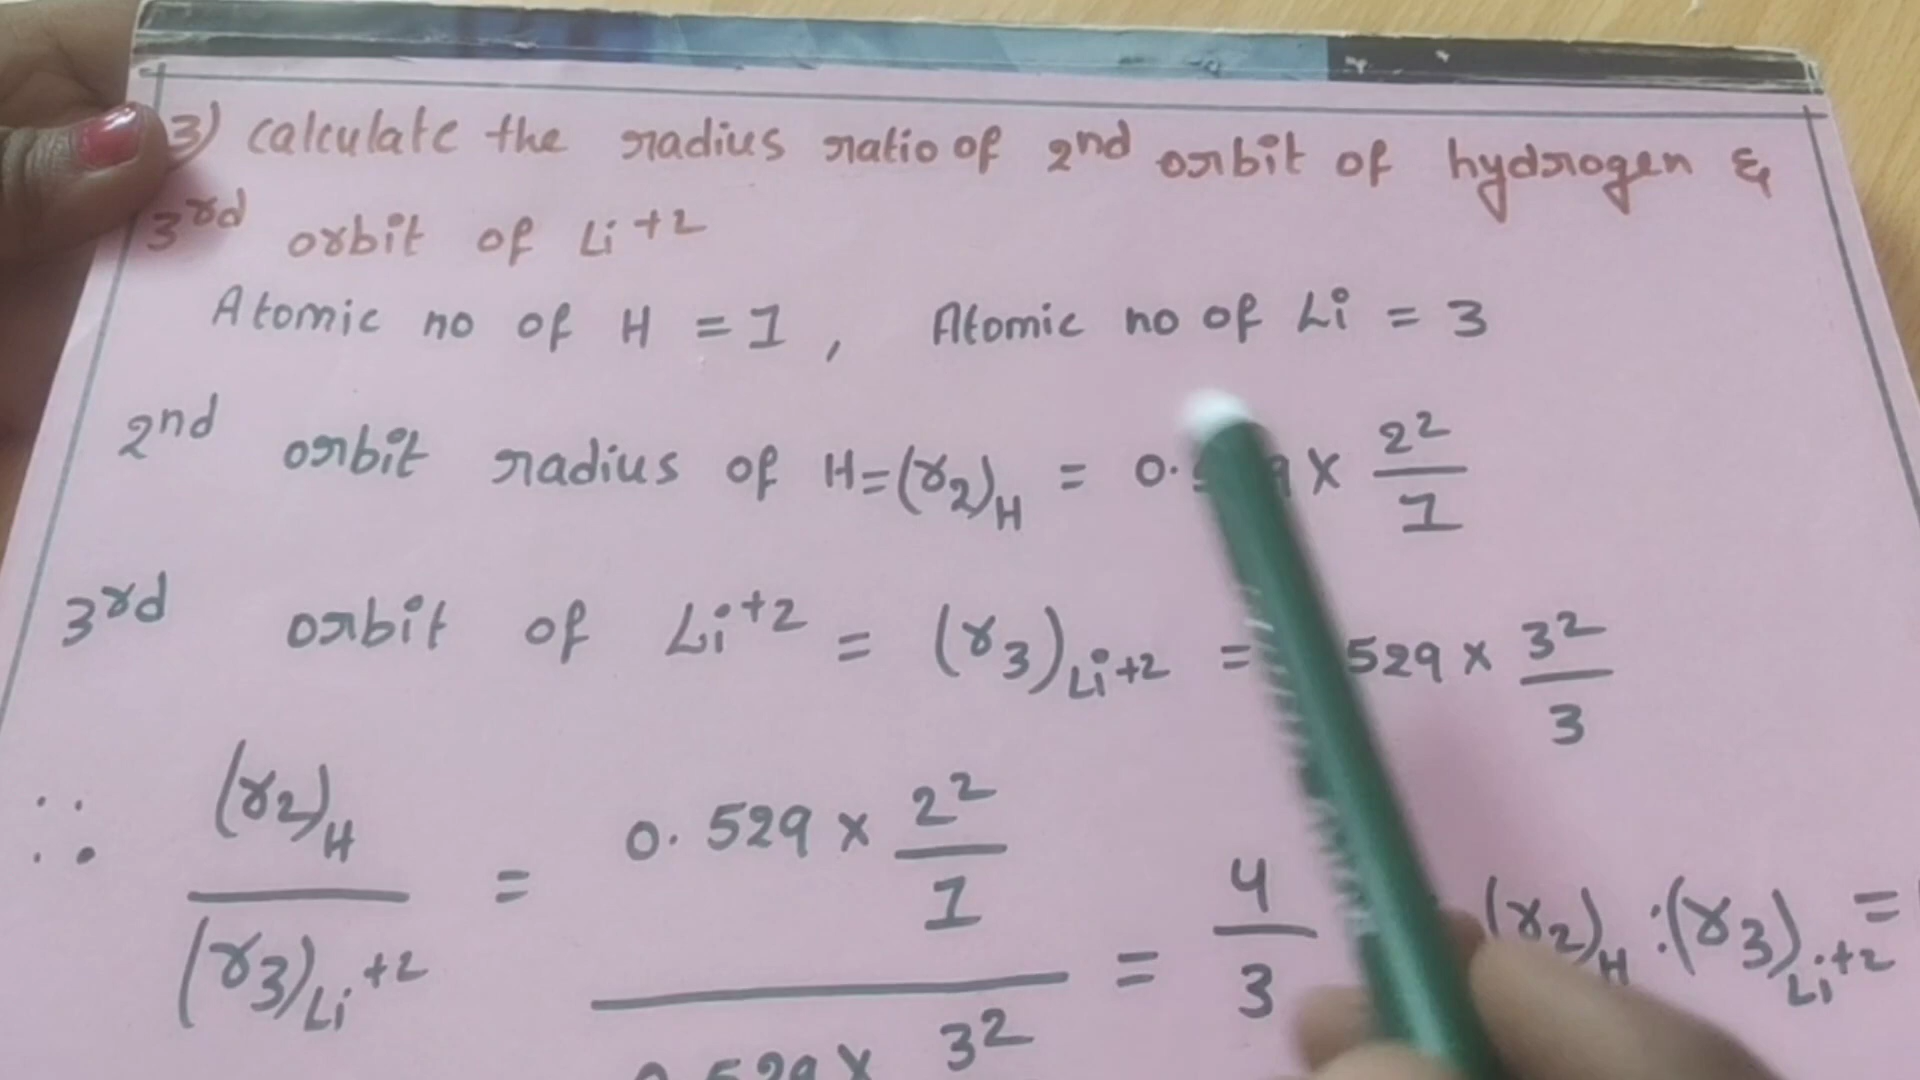 3) calculate the radius ratio of 2nd orbit of hydrogen &
3rd orbit of Li+2
Atomic no of H = 1, Atomic no of Li = 3
2nd orbit radius of H = (r2)H = 0. × 2²/1
3rd orbit of Li+2 = (r3)Li+2 = 529 × 3²/3
∴ (r2)H / (r3)Li+2 = 0.529 × 2²/1 / 0.529 × 3² = 4/3 (r2)H : (r3)Li+2 =